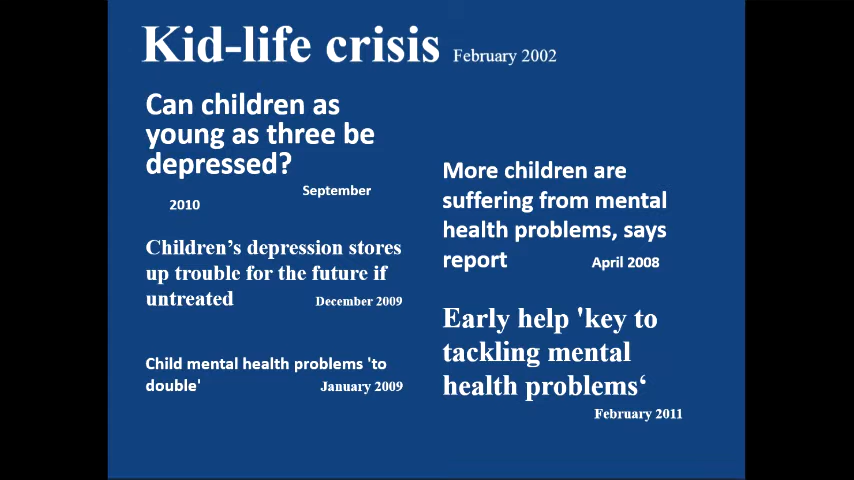 Kid-life crisis February 2002
Can children as
young as three be
depressed?
September
2010
Children’s depression stores
up trouble for the future if
untreated December 2009
Child mental health problems 'to
double' January 2009
More children are
suffering from mental
health problems, says
report April 2008
Early help 'key to
tackling mental
health problems‘
February 2011